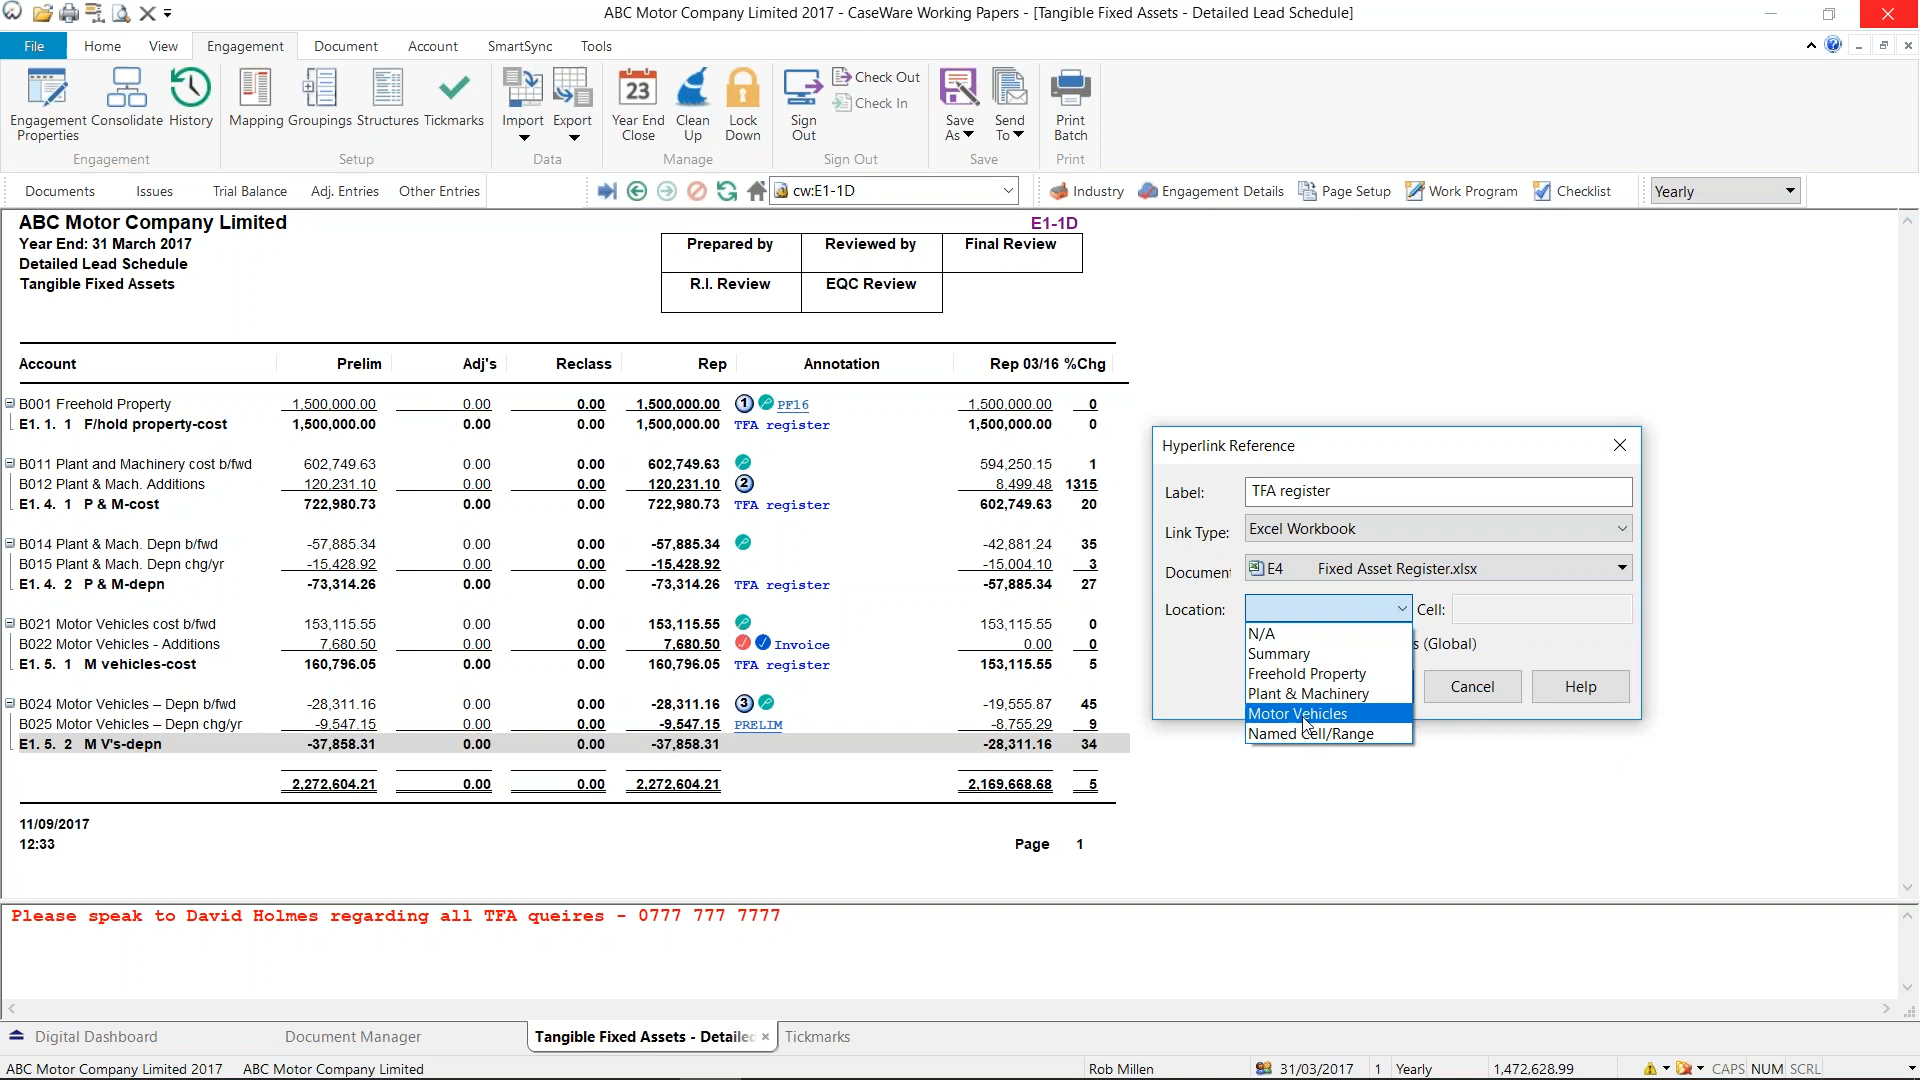 ABC Motor Company Limited 2017 - CaseWare Working Papers - [Tangible Fixed Assets - Detailed Lead Schedule]
File Home View Engagement Document Account SmartSync Tools
Engagement Properties Consolidate History Mapping Groupings Structures Tickmarks Import Export 23 Year End Close Clean Up Lock Down Sign Out Check Out Check In Save As Send To Print Batch
Engagement Setup Data Manage Sign Out Save Print
Documents Issues Trial Balance Adj. Entries Other Entries cw:E1-1D Industry Engagement Details Page Setup Work Program Checklist Yearly
ABC Motor Company Limited E1-1D
Year End: 31 March 2017 Prepared by Reviewed by Final Review
Detailed Lead Schedule
Tangible Fixed Assets R.I. Review EQC Review
Account Prelim Adj's Reclass Rep Annotation Rep 03/16 %Chg
B001 Freehold Property 1,500,000.00 0.00 0.00 1,500,000.00 1 PF16 1,500,000.00 0
E1. 1. 1 F/hold property-cost 1,500,000.00 0.00 0.00 1,500,000.00 TFA register 1,500,000.00 0
B011 Plant and Machinery cost b/fwd 602,749.63 0.00 0.00 602,749.63 594,250.15 1
B012 Plant & Mach. Additions 120,231.10 0.00 0.00 120,231.10 2 8,499.48 1315
E1. 4. 1 P & M-cost 722,980.73 0.00 0.00 722,980.73 TFA register 602,749.63 20
B014 Plant & Mach. Depn b/fwd -57,885.34 0.00 0.00 -57,885.34 -42,881.24 35
B015 Plant & Mach. Depn chg/yr -15,428.92 0.00 0.00 -15,428.92 -15,004.10 3
E1. 4. 2 P & M-depn -73,314.26 0.00 0.00 -73,314.26 TFA register -57,885.34 27
B021 Motor Vehicles cost b/fwd 153,115.55 0.00 0.00 153,115.55 153,115.55 0
B022 Motor Vehicles - Additions 7,680.50 0.00 0.00 7,680.50 Invoice 0.00 0
E1. 5. 1 M vehicles-cost 160,796.05 0.00 0.00 160,796.05 TFA register 153,115.55 5
B024 Motor Vehicles – Depn b/fwd -28,311.16 0.00 0.00 -28,311.16 3 -19,555.87 45
B025 Motor Vehicles – Depn chg/yr -9,547.15 0.00 0.00 -9,547.15 PRELIM -8,755.29 9
E1. 5. 2 M V's-depn -37,858.31 0.00 0.00 -37,858.31 -28,311.16 34
2,272,604.21 0.00 0.00 2,272,604.21 2,169,668.68 5
11/09/2017
12:33 Page 1
Hyperlink Reference
Label: TFA register
Link Type: Excel Workbook
Document E4 Fixed Asset Register.xlsx
Location: Cell:
N/A
s (Global)
Summary
Freehold Property
Plant & Machinery
Cancel Help
Motor Vehicles
Named Cell/Range
Please speak to David Holmes regarding all TFA queires - 0777 777 7777
Digital Dashboard Document Manager Tangible Fixed Assets - Detailed Tickmarks
ABC Motor Company Limited 2017 ABC Motor Company Limited Rob Millen 31/03/2017 1 Yearly 1,472,628.99 CAPS NUM SCRL